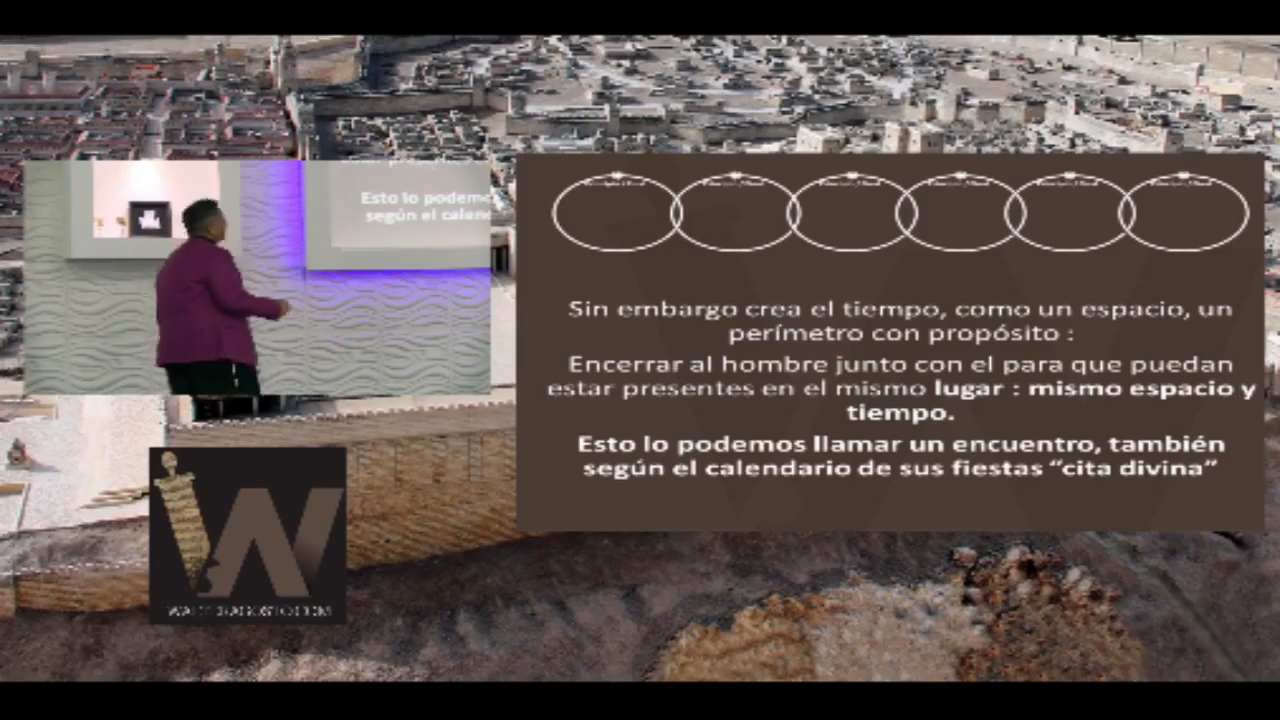 Esto lo podemo
según el calend
Sin embargo crea el tiempo, como un espacio, un
perímetro con propósito :
Encerrar al hombre junto con el para que puedan
estar presentes en el mismo lugar : mismo espacio y
tiempo.
Esto lo podemos llamar un encuentro, también
según el calendario de sus fiestas “cita divina”
W